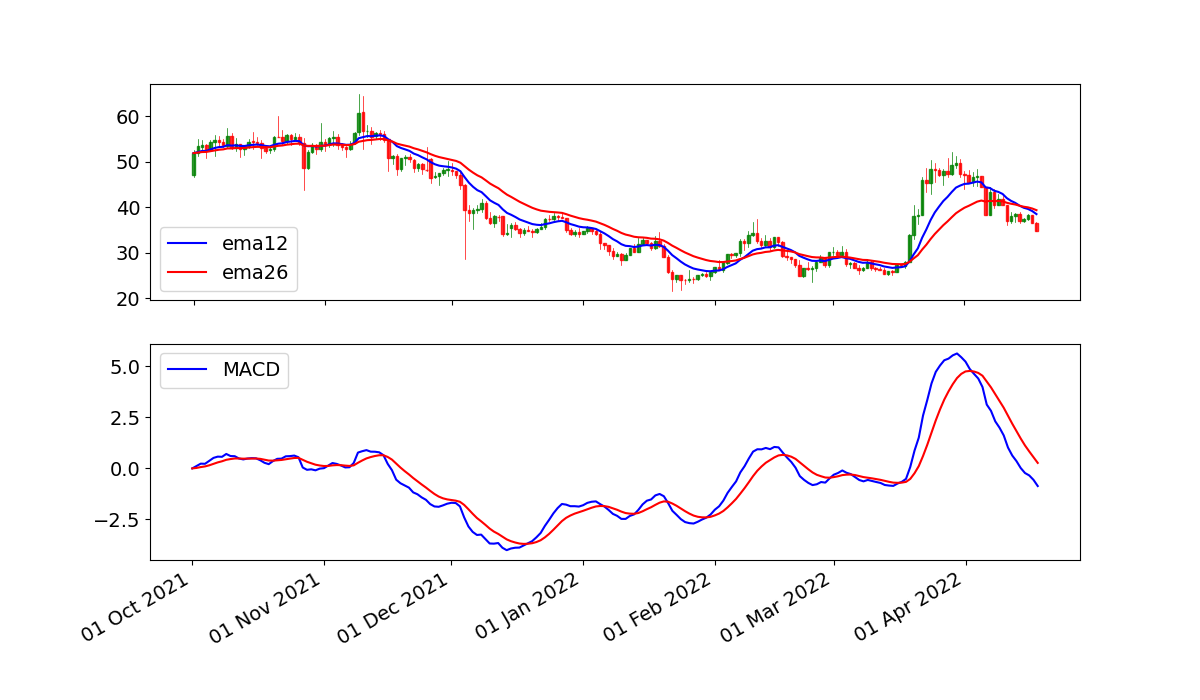 60
50
40
30
20
ema12
ema26
5.0
2.5
0.0
−2.5
MACD
01 Oct 2021
01 Nov 2021
01 Dec 2021
01 Jan 2022
01 Feb 2022
01 Mar 2022
01 Apr 2022